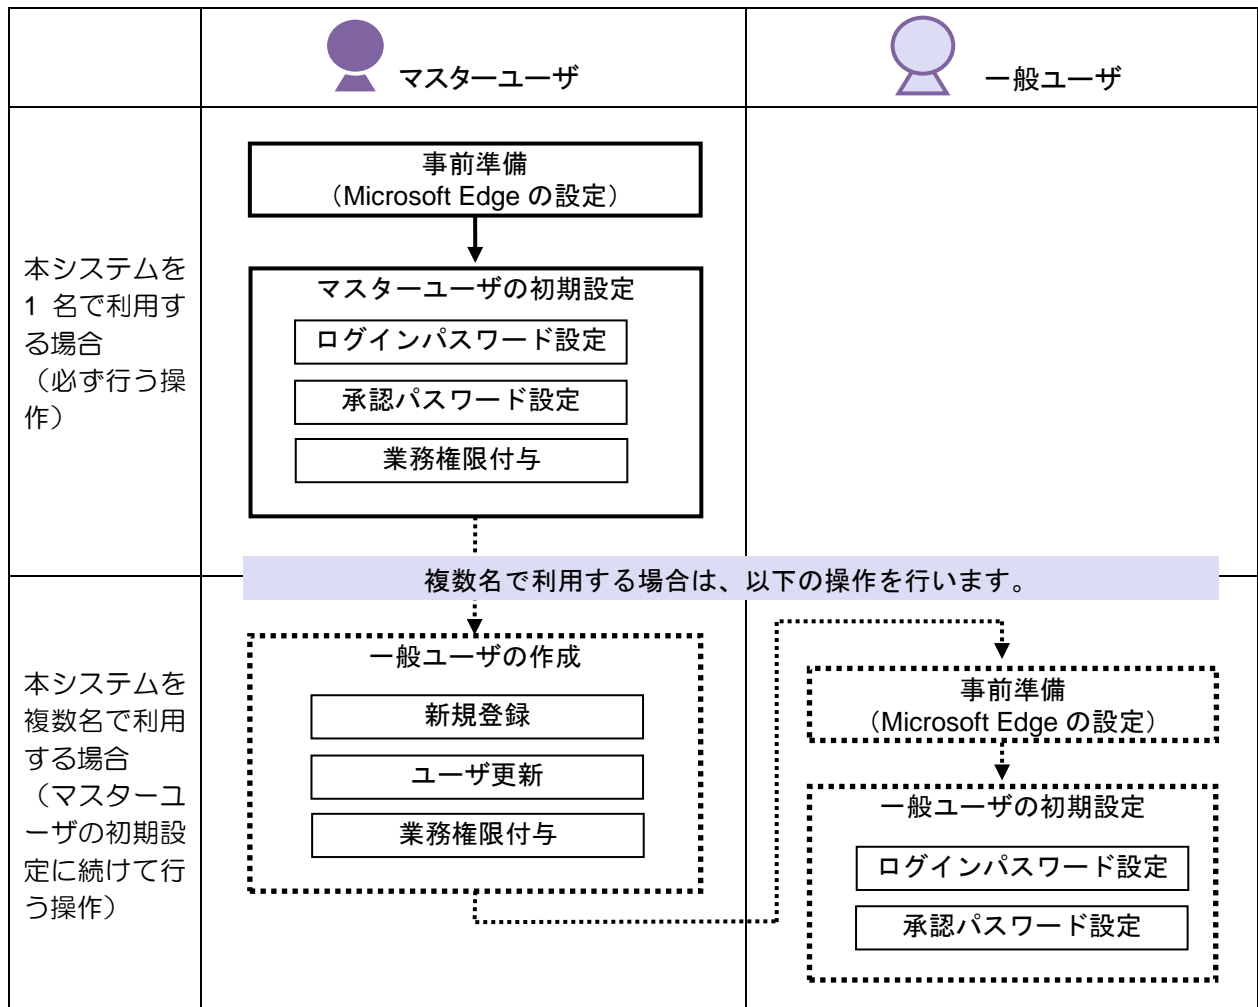 マスターユーザ
一般ユーザ
本システムを
1 名で利用す
る場合
（必ず行う操
作）
事前準備
（Microsoft Edge の設定）
マスターユーザの初期設定
ログインパスワード設定
承認パスワード設定
業務権限付与
複数名で利用する場合は、以下の操作を行います。
本システムを
複数名で利用
する場合
（マスターユ
ーザの初期設
定に続けて行
う操作）
一般ユーザの作成
新規登録
ユーザ更新
業務権限付与
事前準備
（Microsoft Edge の設定）
一般ユーザの初期設定
ログインパスワード設定
承認パスワード設定